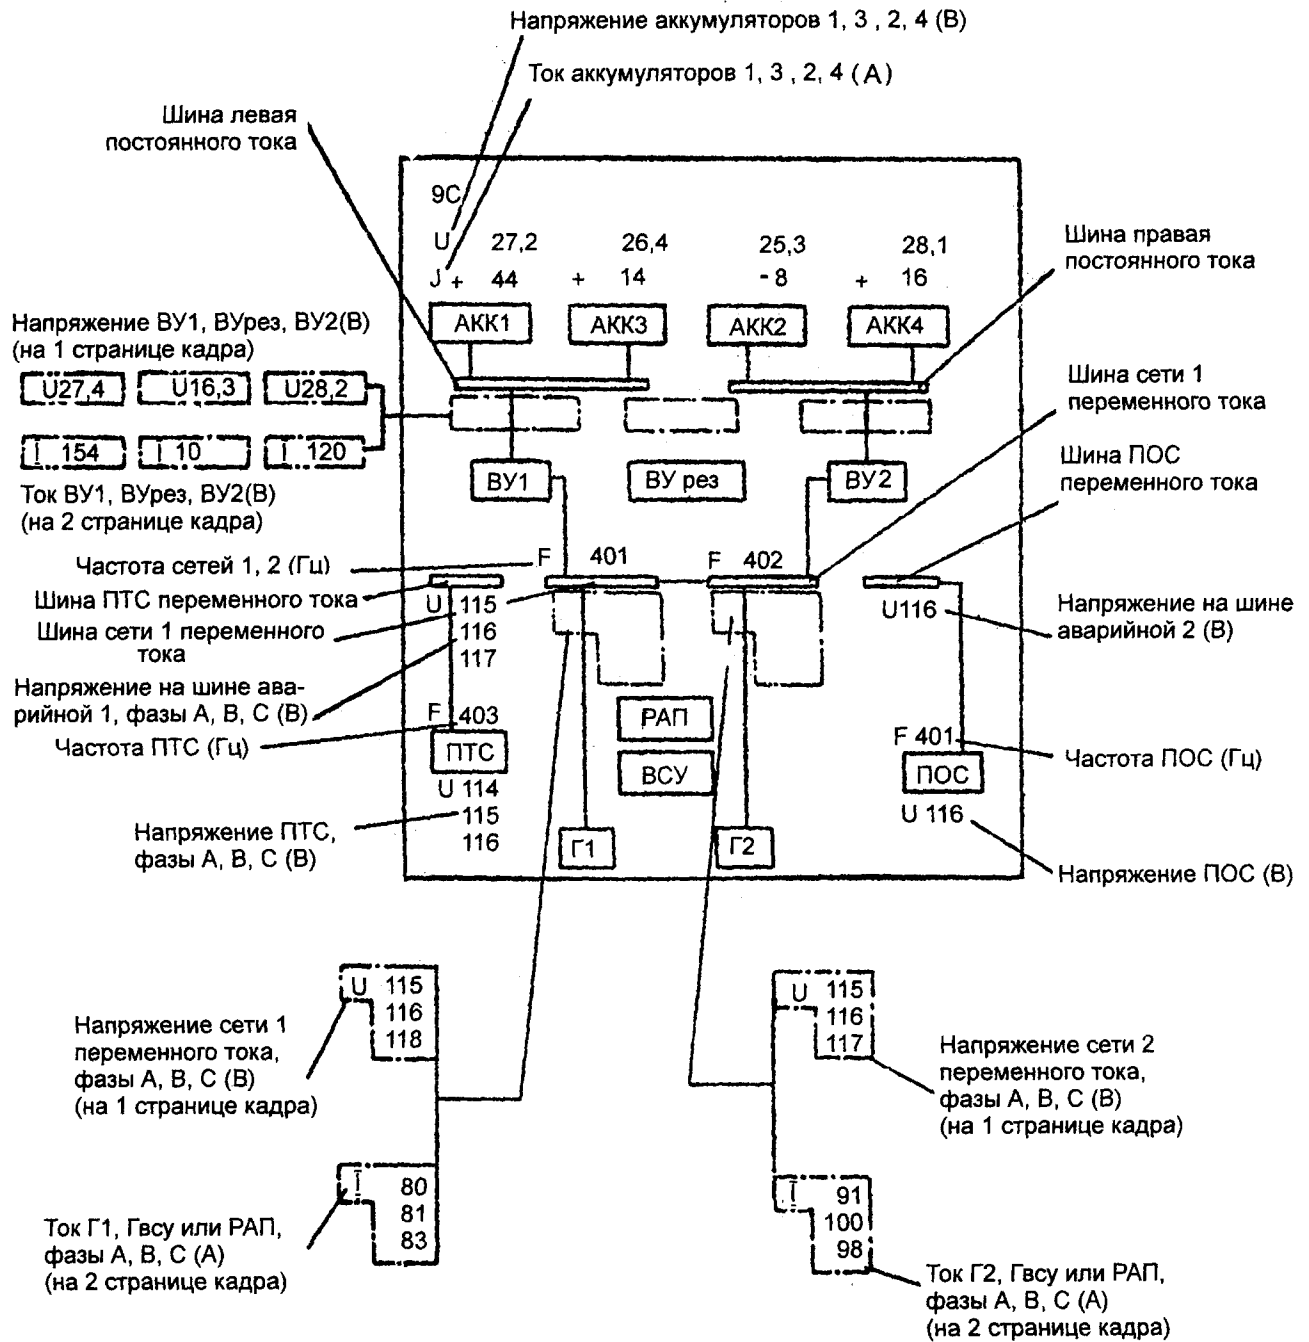 Напряжение аккумуляторов 1, 3 , 2, 4 (В)
Ток аккумуляторов 1, 3 , 2, 4 (А)
Шина левая
постоянного тока
9С
U 27,2 26,4 25,3 28,1
J + 44 + 14 - 8 + 16
АКК1 АКК3 АКК2 АКК4
Шина правая
постоянного тока
Напряжение ВУ1, ВУрез, ВУ2(В)
(на 1 странице кадра)
U27,4 U16,3 U28,2
I 154 I 10 I 120
Ток ВУ1, ВУрез, ВУ2(В)
(на 2 странице кадра)
Шина сети 1
переменного тока
ВУ1 ВУ рез ВУ2
Шина ПОС
переменного тока
Частота сетей 1, 2 (Гц)
F 401 F 402
Шина ПТС переменного тока
Шина сети 1 переменного
тока
Напряжение на шине ава-
рийной 1, фазы А, В, С (В)
Частота ПТС (Гц)
U 115
116
117
U116
Напряжение на шине
аварийной 2 (В)
F 403
ПТС
U 114
115
116
РАП
ВСУ
F 401
ПОС
U 116
Частота ПОС (Гц)
Напряжение ПТС,
фазы А, В, С (В)
Г1 Г2
Напряжение ПОС (В)
U 115
116
118
Напряжение сети 1
переменного тока,
фазы А, В, С (В)
(на 1 странице кадра)
U 115
116
117
Напряжение сети 2
переменного тока,
фазы А, В, С (В)
(на 1 странице кадра)
I 80
81
83
Ток Г1, Гвсу или РАП,
фазы А, В, С (А)
(на 2 странице кадра)
I 91
100
98
Ток Г2, Гвсу или РАП,
фазы А, В, С (А)
(на 2 странице кадра)